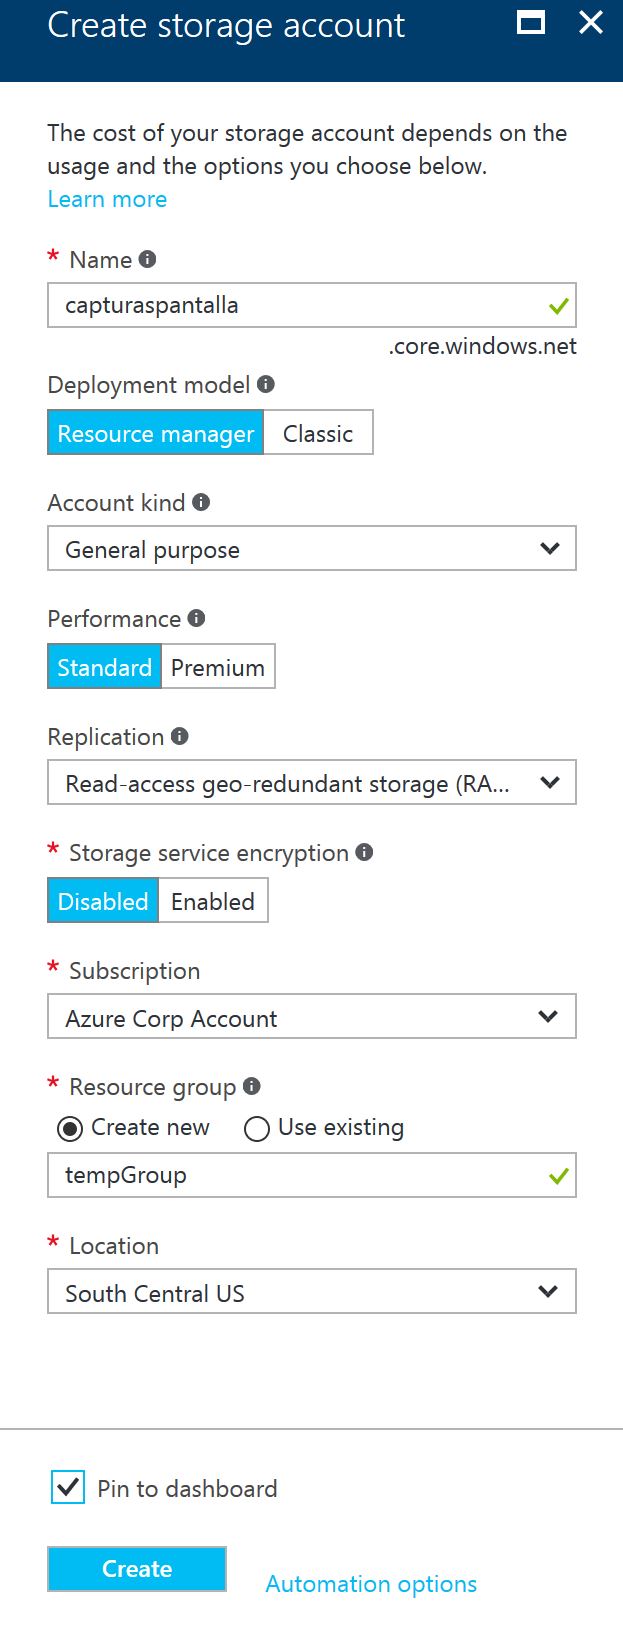 Create storage account
The cost of your storage account depends on the
usage and the options you choose below.
Learn more
* Name
capturaspantalla
.core.windows.net
Deployment model
Resource manager Classic
Account kind
General purpose
Performance
Standard Premium
Replication
Read-access geo-redundant storage (RA...
* Storage service encryption
Disabled Enabled
* Subscription
Azure Corp Account
* Resource group
Create new Use existing
tempGroup
* Location
South Central US
Pin to dashboard
Create Automation options